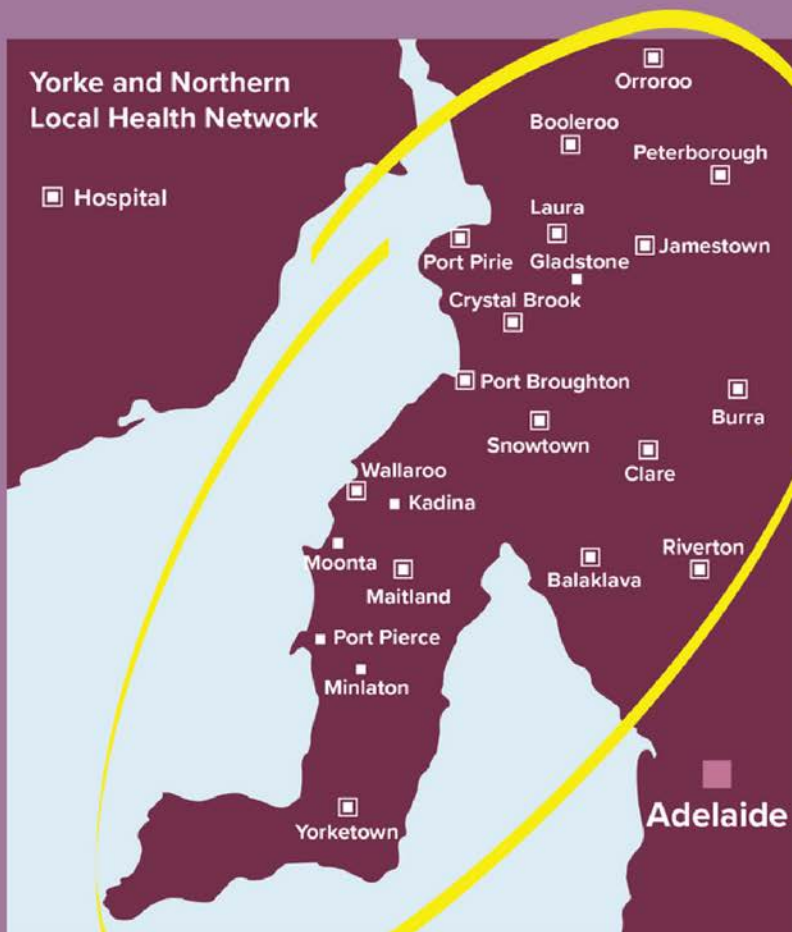 Yorke and Northern
Local Health Network
Hospital
Orroroo
Booleroo
Peterborough
Laura
Jamestown
Port Pirie
Gladstone
Crystal Brook
Port Broughton
Burra
Snowtown
Clare
Wallaroo
Kadina
Moonta
Riverton
Balaklava
Maitland
Port Pierce
Minlaton
Yorketown
Adelaide